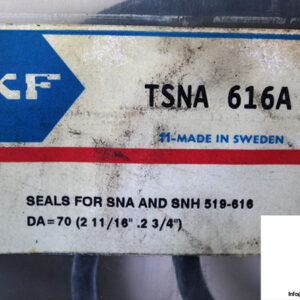 KF
TSNA 616A
11-MADE IN SWEDEN
SEALS FOR SNA AND SNH 519-616
DA=70 (2 11/16" .2 3/4")